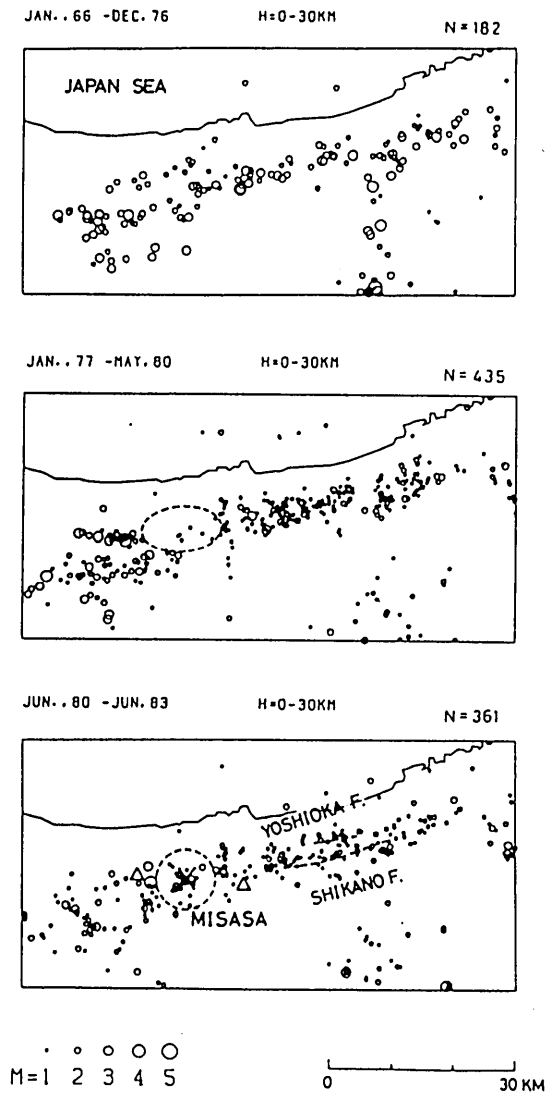 JAN..66 -DEC.76 H=0-30KM N=182
JAPAN SEA
JAN..77 -MAY.80 H=0-30KM N=435
JUN..80 -JUN.83 H=0-30KM N=361
YOSHIOKA F.
SHIKANO F.
MISASA
M=1 2 3 4 5
0 30 KM